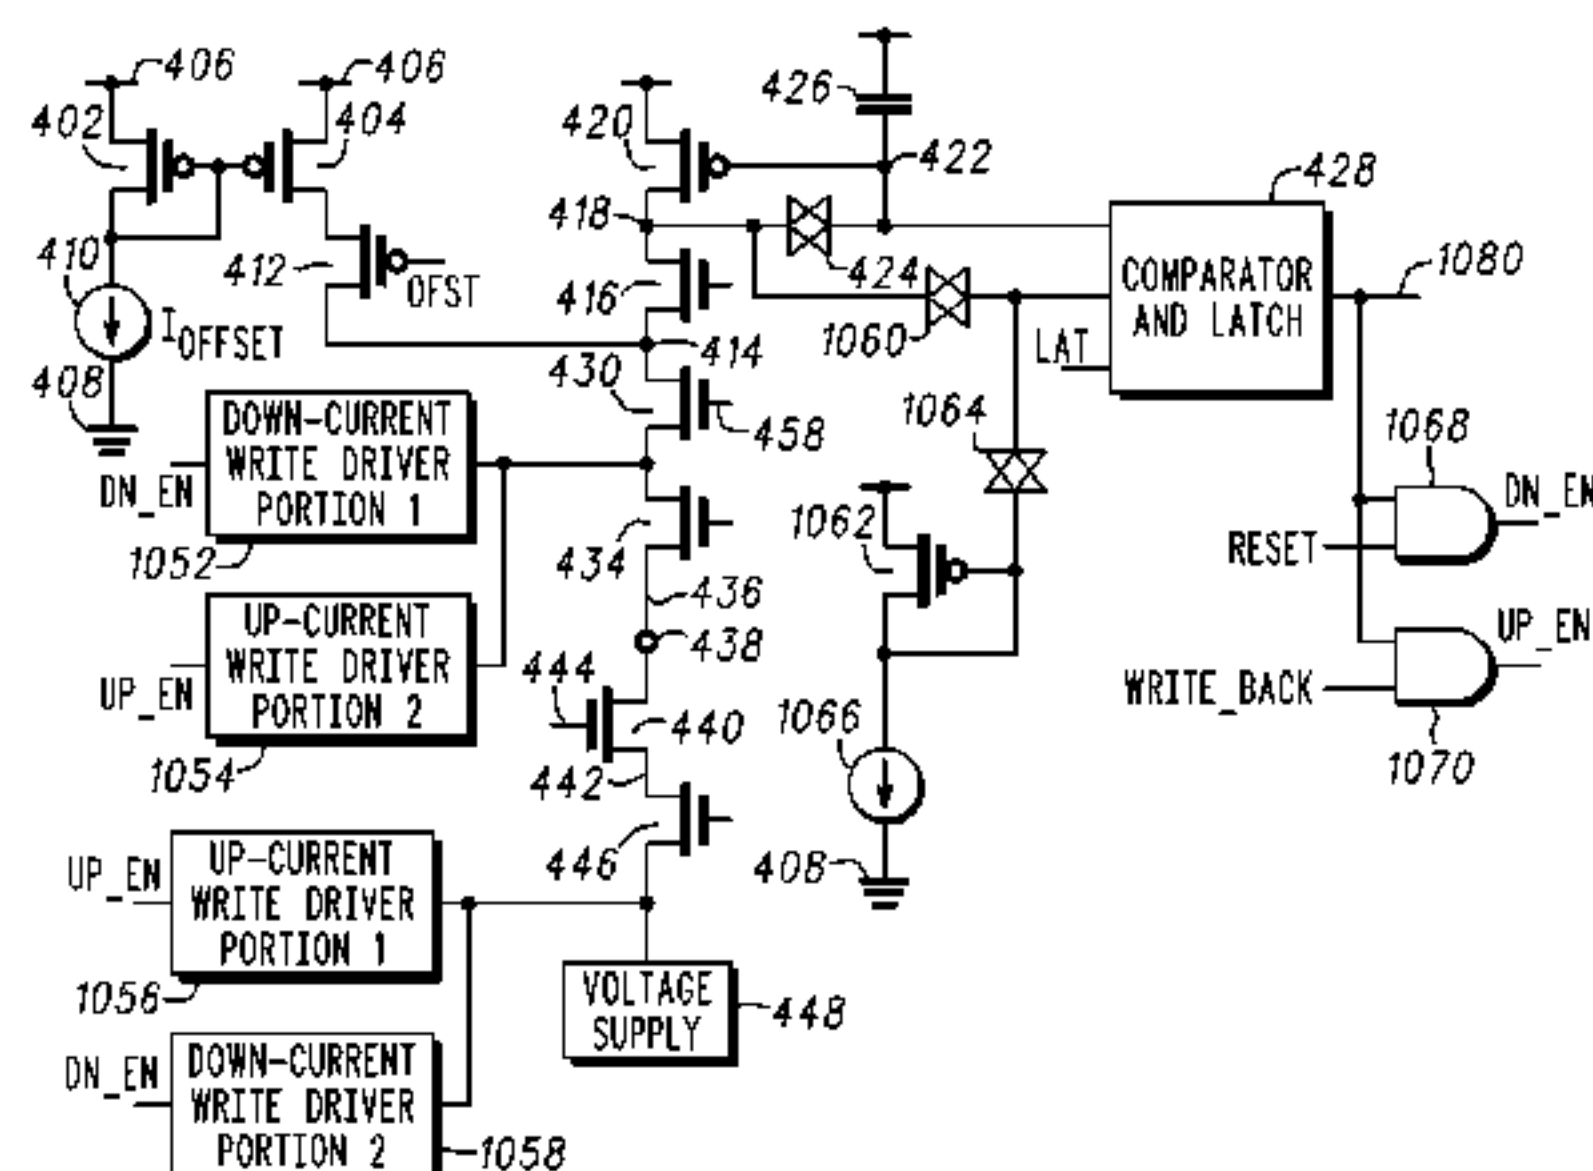 406
406
402
404
420
426
422
428
418
410
412
OFST
416
424
1080
COMPARATOR
AND LATCH
I OFFSET
1060
LAT
414
408
430
DOWN-CURRENT
WRITE DRIVER
PORTION 1
458
1064
1068
DN_EN
DN_EN
1052
434
1062
RESET
436
UP-CURRENT
WRITE DRIVER
PORTION 2
438
UP_EN
UP_EN
444
440
WRITE_BACK
1054
442
1066
1070
UP_EN
UP-CURRENT
WRITE DRIVER
PORTION 1
446
408
1056
VOLTAGE
SUPPLY
448
DN_EN
DOWN-CURRENT
WRITE DRIVER
PORTION 2
1058